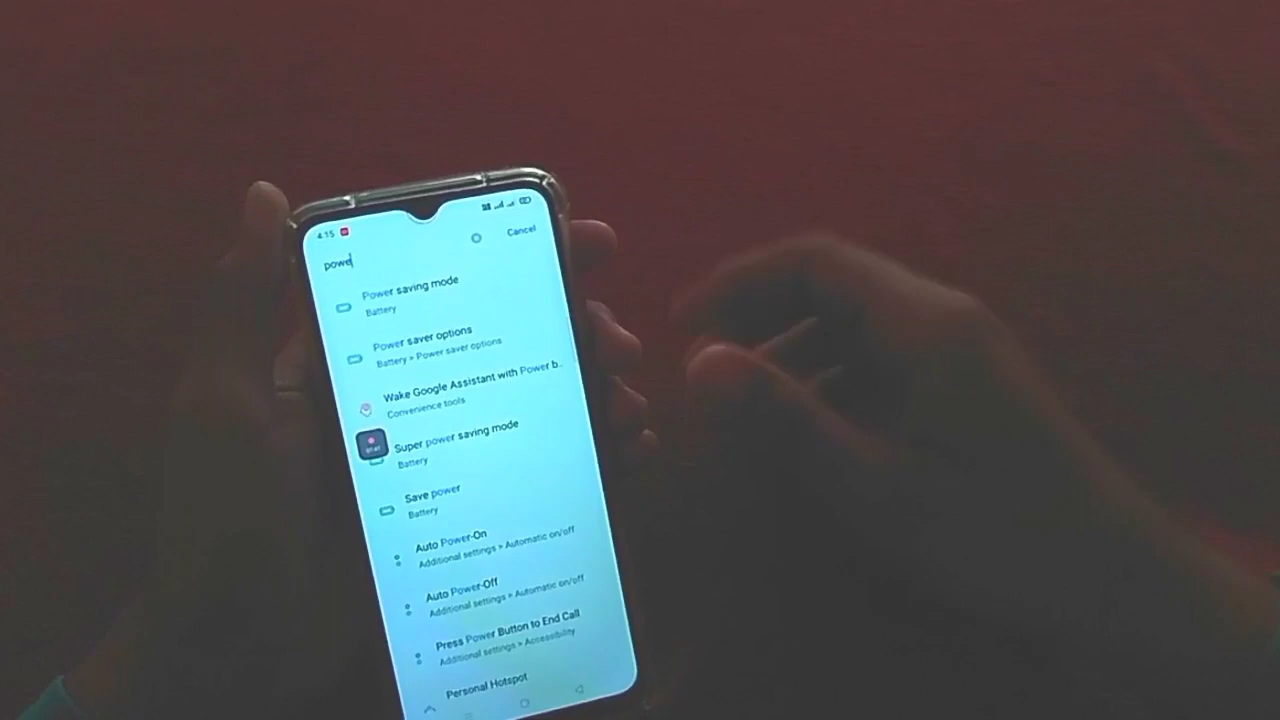 4:15
Cancel
powe
Power saving mode
Battery
Power saver options
Battery > Power saver options
Wake Google Assistant with Power b..
Convenience tools
Super power saving mode
Battery
Save power
Battery
Auto Power-On
Additional settings > Automatic on/off
Auto Power-Off
Additional settings > Automatic on/off
Press Power Button to End Call
Additional settings > Accessibility
Personal Hotspot